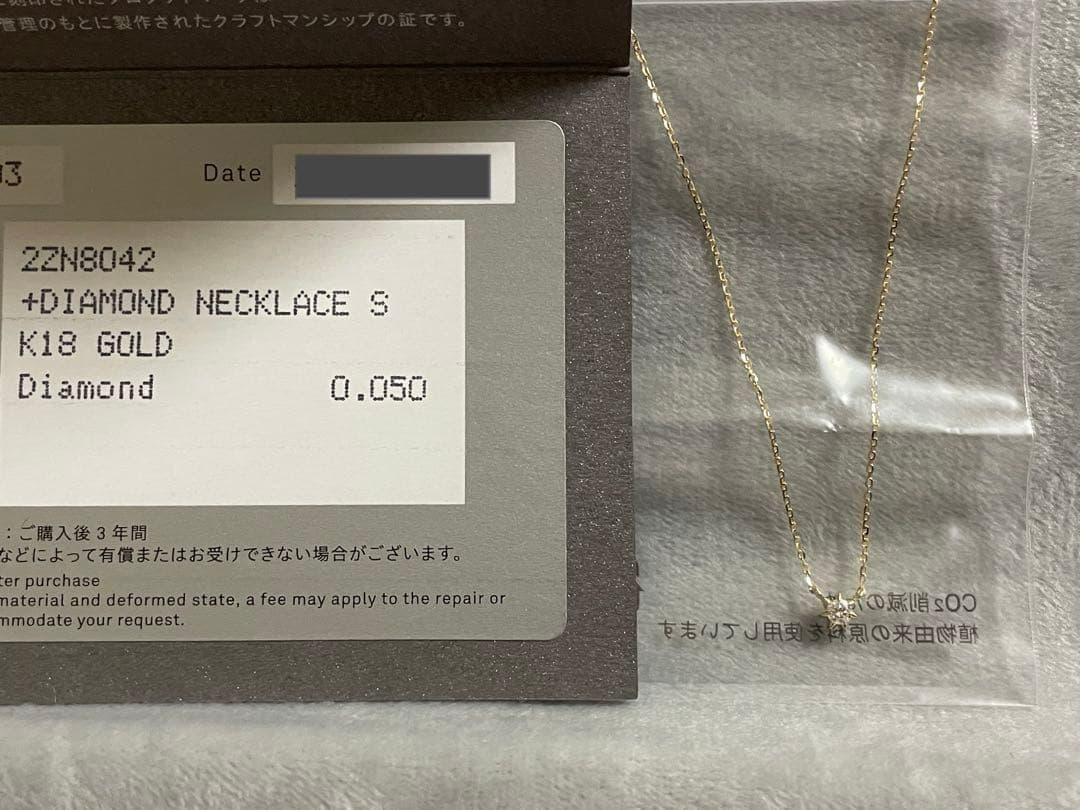 管理のもとに製作されたクラフトマンシップの証です。
03
Date
2ZN8042
+DIAMOND NECKLACE S
K18 GOLD
Diamond 0.050
：ご購入後3年間
などによって有償またはお受けできない場合がございます。
ter purchase
material and deformed state, a fee may apply to the repair or
mmodate your request.
CO₂削減の
植物由来の原料を使用しています